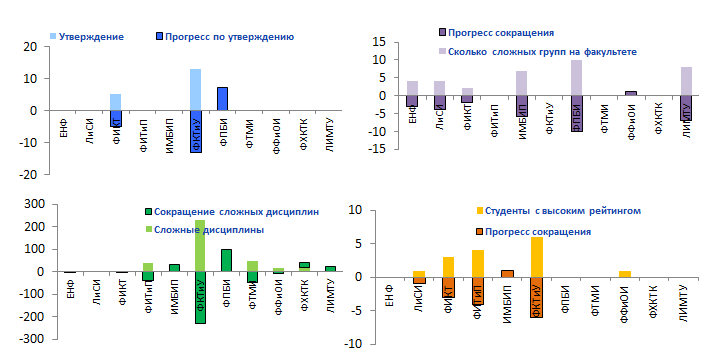 Утверждение
Прогресс по утверждению
20
10
0
-10
-20
ЕНФ
ЛиСИ
ФИКТ
ФИТиП
ИМБИП
ФКТиУ
ФПБИ
ФТМИ
ФФиОИ
ФХКТК
ЛИМТУ
Прогресс сокращения
Сколько сложных групп на факультете
15
10
5
0
-5
-10
-15
ЕНФ
ЛиСИ
ФИКТ
ФИТиП
ИМБИП
ФКТиУ
ФПБИ
ФТМИ
ФФиОИ
ФХКТК
ЛИМТУ
Сокращение сложных дисциплин
Сложные дисциплины
300
200
100
0
-100
-200
-300
ЕНФ
ЛиСИ
ФИКТ
ФИТиП
ИМБИП
ФКТиУ
ФПБИ
ФТМИ
ФФиОИ
ФХКТК
ЛИМТУ
Студенты с высоким рейтингом
Прогресс сокращения
10
5
0
-5
-10
ЕНФ
ЛиСИ
ФИКТ
ФИТиП
ИМБИП
ФКТиУ
ФПБИ
ФТМИ
ФФиОИ
ФХКТК
ЛИМТУ